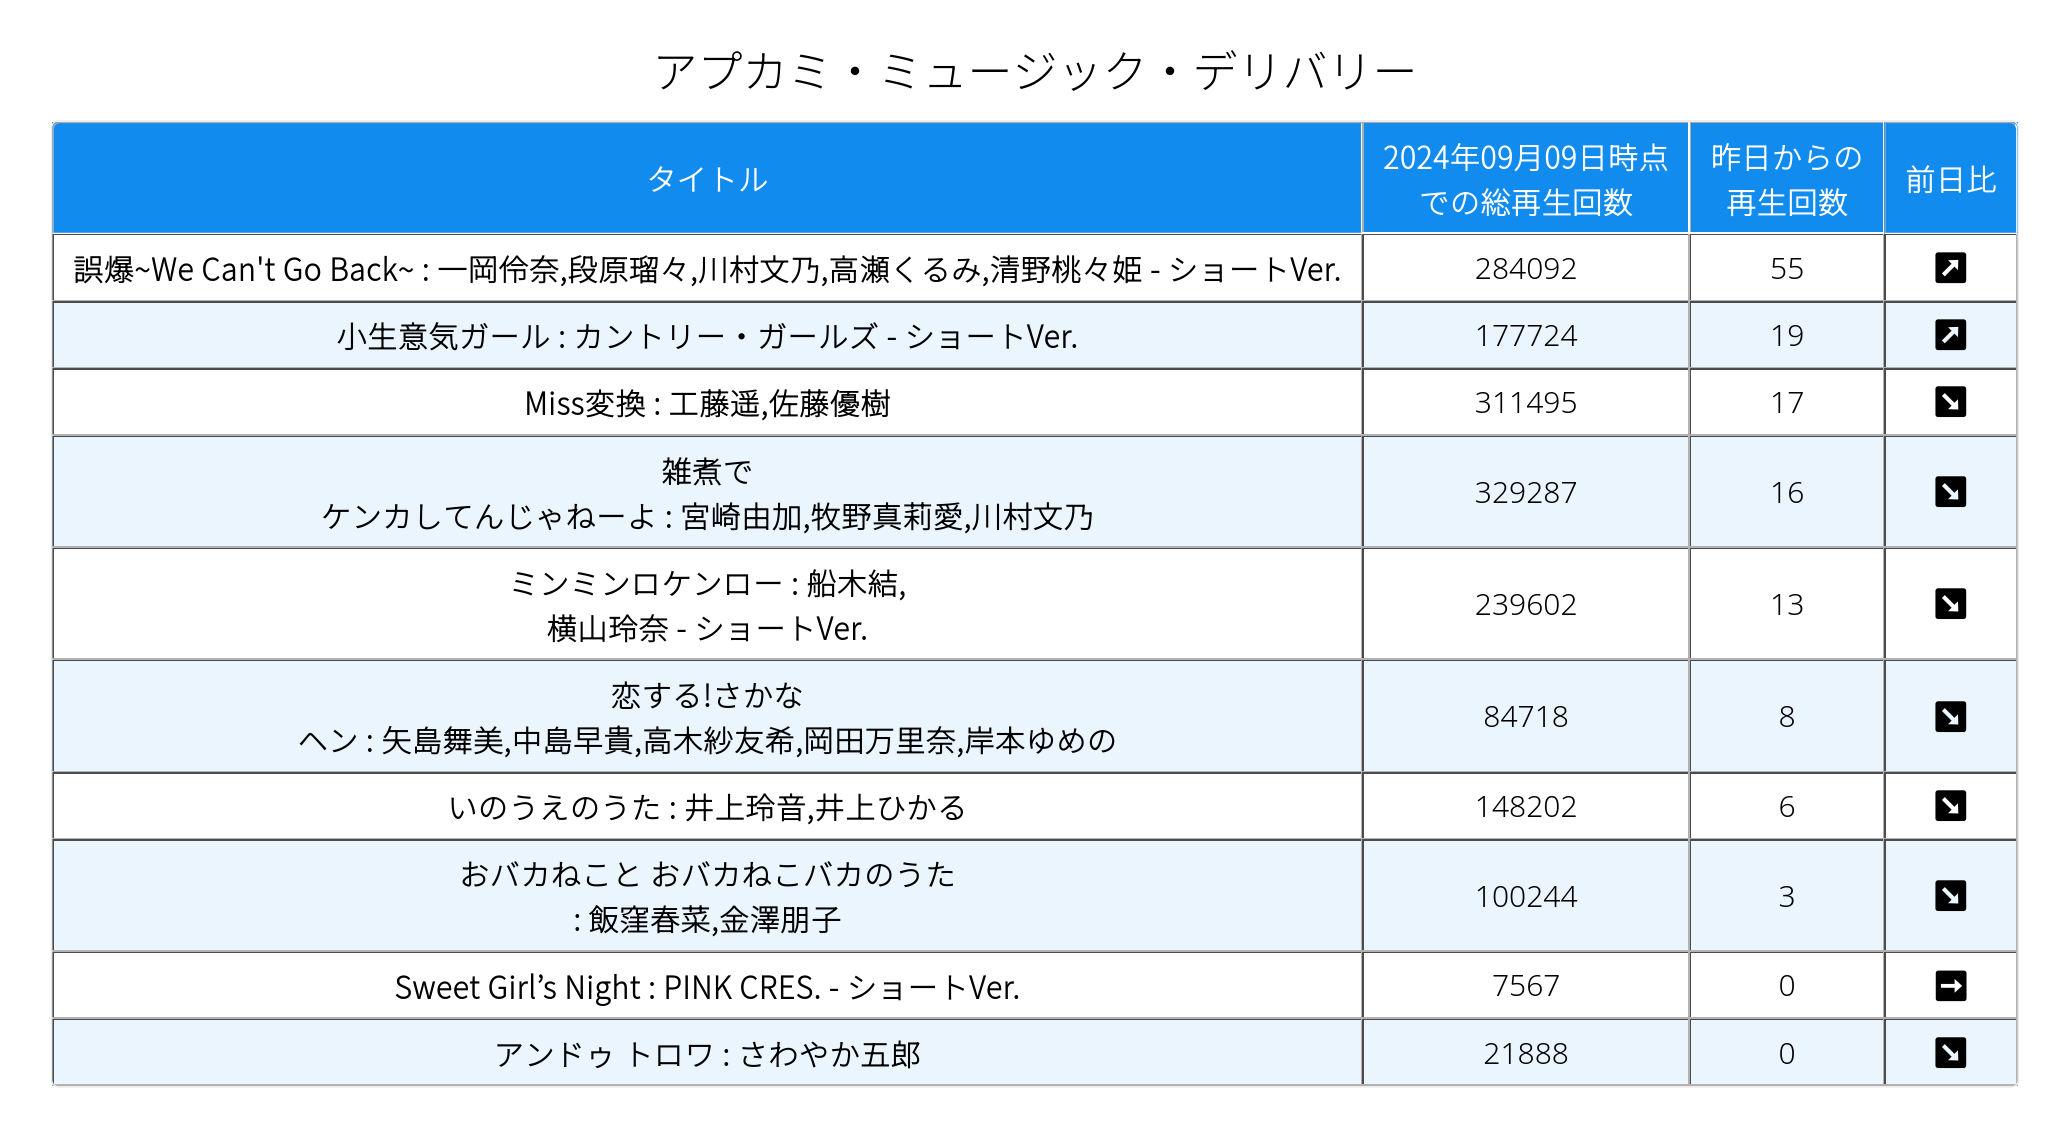 アプカミ・ミュージック・デリバリー
タイトル
2024年09月09日時点
での総再生回数
昨日からの
再生回数
前日比
誤爆~We Can't Go Back~ : 一岡伶奈,段原瑠々,川村文乃,高瀬くるみ,清野桃々姫 - ショートVer.
284092
55
小生意気ガール : カントリー・ガールズ - ショートVer.
177724
19
Miss変換 : 工藤遥,佐藤優樹
311495
17
雑煮で
ケンカしてんじゃねーよ : 宮崎由加,牧野真莉愛,川村文乃
329287
16
ミンミンロケンロー : 船木結,
横山玲奈 - ショートVer.
239602
13
恋する!さかな
ヘン : 矢島舞美,中島早貴,高木紗友希,岡田万里奈,岸本ゆめの
84718
8
いのうえのうた : 井上玲音,井上ひかる
148202
6
おバカねこと おバカねこバカのうた
: 飯窪春菜,金澤朋子
100244
3
Sweet Girl’s Night : PINK CRES. - ショートVer.
7567
0
アンドゥ トロワ : さわやか五郎
21888
0